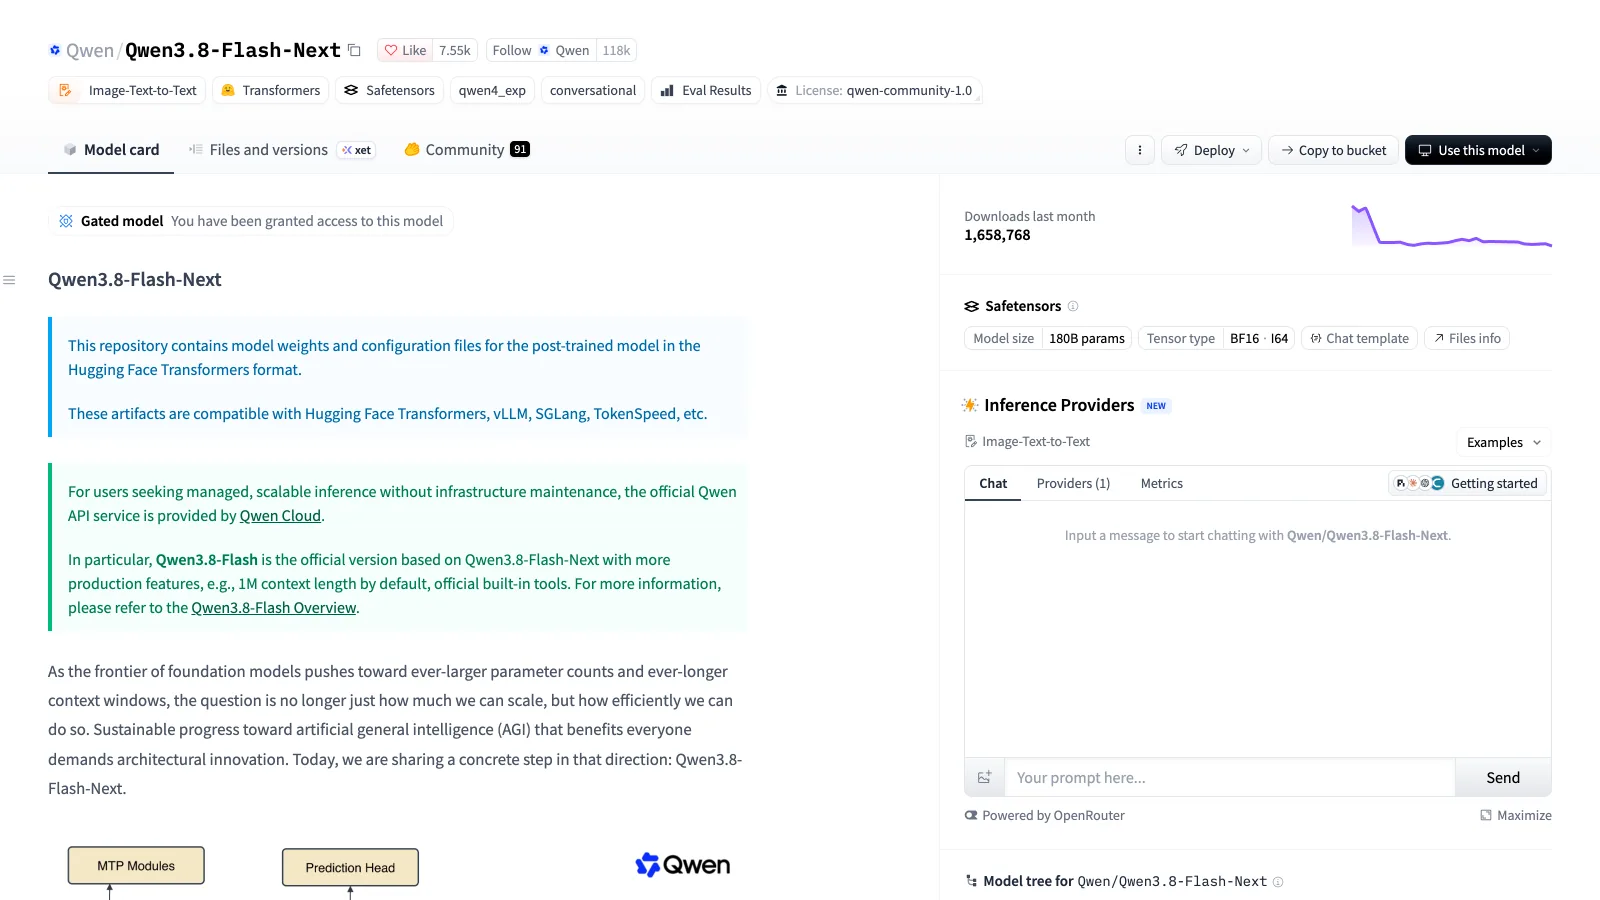 Qwen/Qwen3.8-Flash-Next
Like 7.55k
Follow Qwen 118k
Image-Text-to-Text
Transformers
Safetensors
qwen4_exp
conversational
Eval Results
License: qwen-community-1.0
Model card
Files and versions
xet
Community 91
Deploy
Copy to bucket
Use this model
Gated model You have been granted access to this model
Qwen3.8-Flash-Next
This repository contains model weights and configuration files for the post-trained model in the
Hugging Face Transformers format.
These artifacts are compatible with Hugging Face Transformers, vLLM, SGLang, TokenSpeed, etc.
For users seeking managed, scalable inference without infrastructure maintenance, the official Qwen
API service is provided by Qwen Cloud.
In particular, Qwen3.8-Flash is the official version based on Qwen3.8-Flash-Next with more
production features, e.g., 1M context length by default, official built-in tools. For more information,
please refer to the Qwen3.8-Flash Overview.
As the frontier of foundation models pushes toward ever-larger parameter counts and ever-longer
context windows, the question is no longer just how much we can scale, but how efficiently we can
do so. Sustainable progress toward artificial general intelligence (AGI) that benefits everyone
demands architectural innovation. Today, we are sharing a concrete step in that direction: Qwen3.8-
Flash-Next.
MTP Modules
Prediction Head
Qwen
Downloads last month
1,658,768
Safetensors
Model size 180B params
Tensor type BF16 · I64
Chat template
Files info
Inference Providers NEW
Image-Text-to-Text
Examples
Chat
Providers (1)
Metrics
Getting started
Input a message to start chatting with Qwen/Qwen3.8-Flash-Next.
Your prompt here...
Send
Powered by OpenRouter
Maximize
Model tree for Qwen/Qwen3.8-Flash-Next